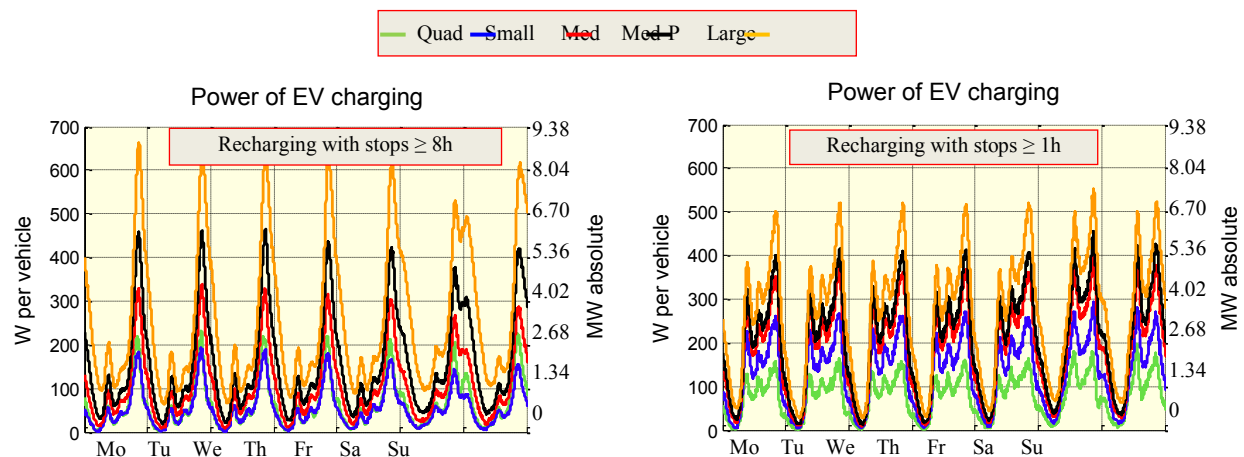 Quad Small Med Med-P Large
Power of EV charging
Recharging with stops ≥ 8h
W per vehicle
700
600
500
400
300
200
100
0
9.38
8.04
6.70
5.36
4.02
2.68
1.34
0
MW absolute
Mo Tu We Th Fr Sa Su
Power of EV charging
Recharging with stops ≥ 1h
W per vehicle
700
600
500
400
300
200
100
0
9.38
8.04
6.70
5.36
4.02
2.68
1.34
0
MW absolute
Mo Tu We Th Fr Sa Su